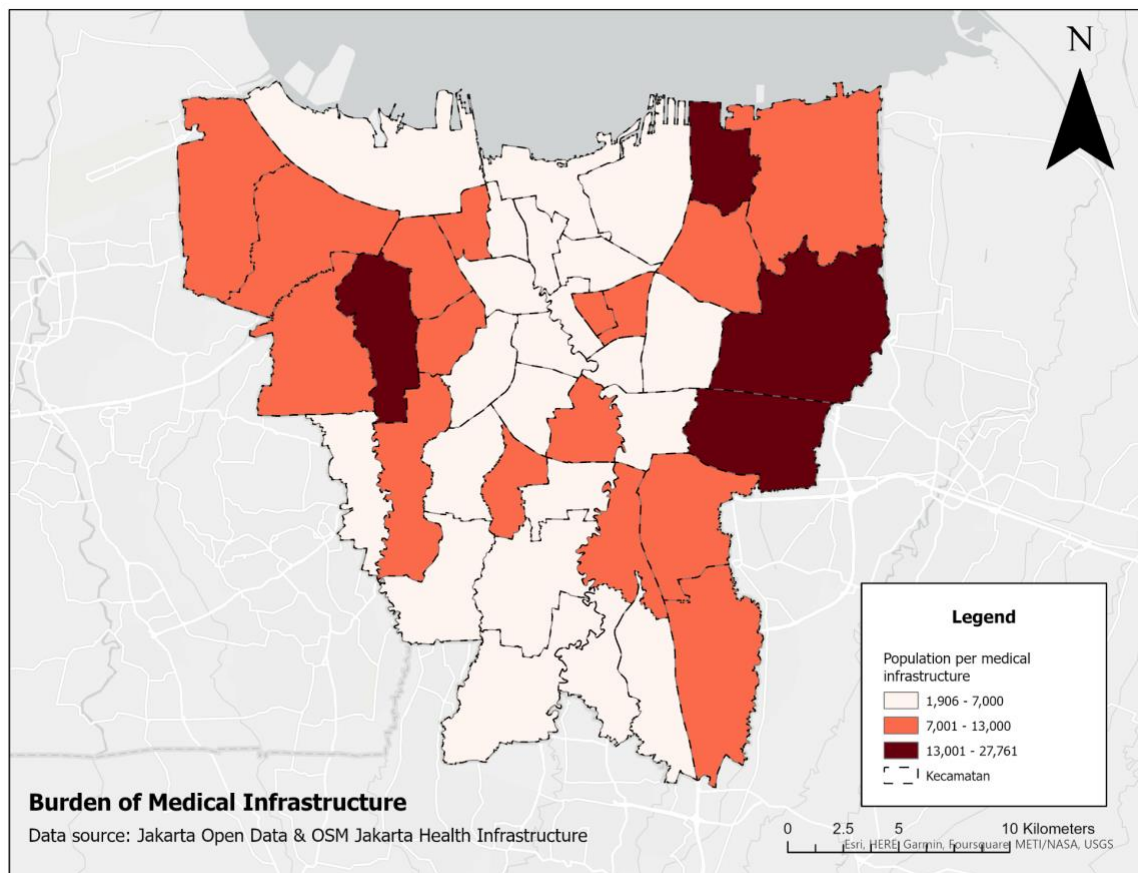 N
Legend
Population per medical
infrastructure
1,906 - 7,000
7,001 - 13,000
13,001 - 27,761
Kecamatan
Burden of Medical Infrastructure
Data source: Jakarta Open Data & OSM Jakarta Health Infrastructure
0 2.5 5 10 Kilometers
Esri, HERE, Garmin, Foursquare, METI/NASA, USGS